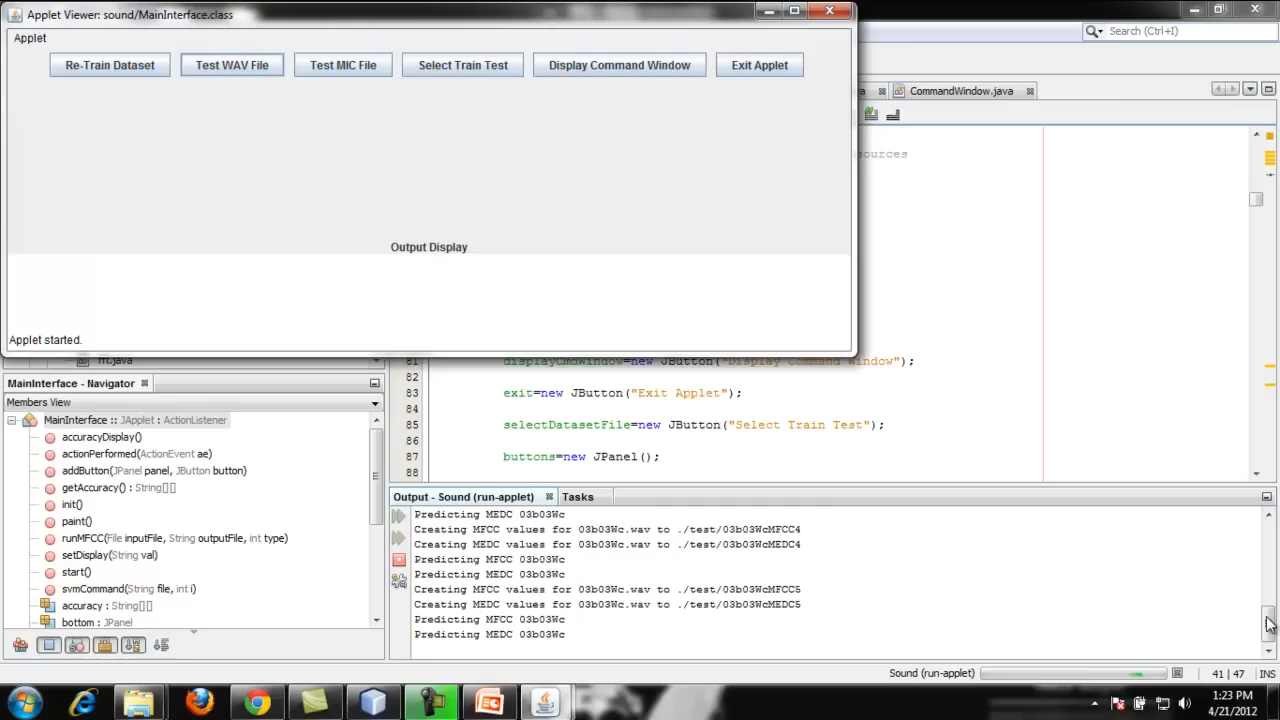 Applet Viewer: sound/MainInterface.class
Applet
Re-Train Dataset
Test WAV File
Test MIC File
Select Train Test
Display Command Window
Exit Applet
Output Display
Applet started.
Search (Ctrl+I)
CommandWindow.java
ources
81 displayCmdWindow=new JButton("Display Command Window");
82
83 exit=new JButton("Exit Applet");
84
85 selectDatasetFile=new JButton("Select Train Test");
86
87 buttons=new JPanel();
88
MainInterface - Navigator
Members View
MainInterface :: JApplet : ActionListener
accuracyDisplay()
actionPerformed(ActionEvent ae)
addButton(JPanel panel, JButton button)
getAccuracy() : String[][]
init()
paint()
runMFCC(File inputFile, String outputFile, int type)
setDisplay(String val)
start()
svmCommand(String file, int i)
accuracy : String[][]
bottom : JPanel
Output - Sound (run-applet)
Tasks
Predicting MEDC 03b03Wc
Creating MFCC values for 03b03Wc.wav to ./test/03b03WcMFCC4
Creating MEDC values for 03b03Wc.wav to ./test/03b03WcMEDC4
Predicting MFCC 03b03Wc
Predicting MEDC 03b03Wc
Creating MFCC values for 03b03Wc.wav to ./test/03b03WcMFCC5
Creating MEDC values for 03b03Wc.wav to ./test/03b03WcMEDC5
Predicting MFCC 03b03Wc
Predicting MEDC 03b03Wc
Sound (run-applet)
41 | 47
INS
1:23 PM
4/21/2012